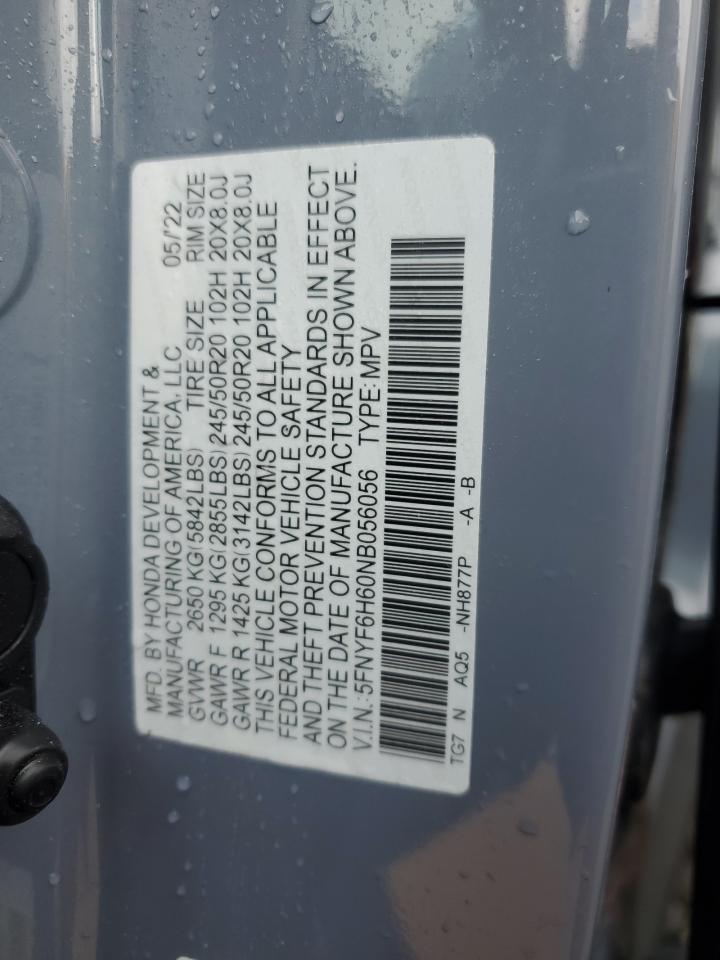 MFD. BY HONDA DEVELOPMENT &
MANUFACTURING OF AMERICA, LLC 05/'22
GVWR 2650 KG(5842LBS) TIRE SIZE RIM SIZE
GAWR F 1295 KG(2855LBS) 245/50R20 102H 20X8.0J
GAWR R 1425 KG(3142LBS) 245/50R20 102H 20X8.0J
THIS VEHICLE CONFORMS TO ALL APPLICABLE
FEDERAL MOTOR VEHICLE SAFETY
AND THEFT PREVENTION STANDARDS IN EFFECT
ON THE DATE OF MANUFACTURE SHOWN ABOVE.
V.I.N.:5FNYF6H60NB056056 TYPE:MPV
TG7 N AQ5 -NH877P -A -B